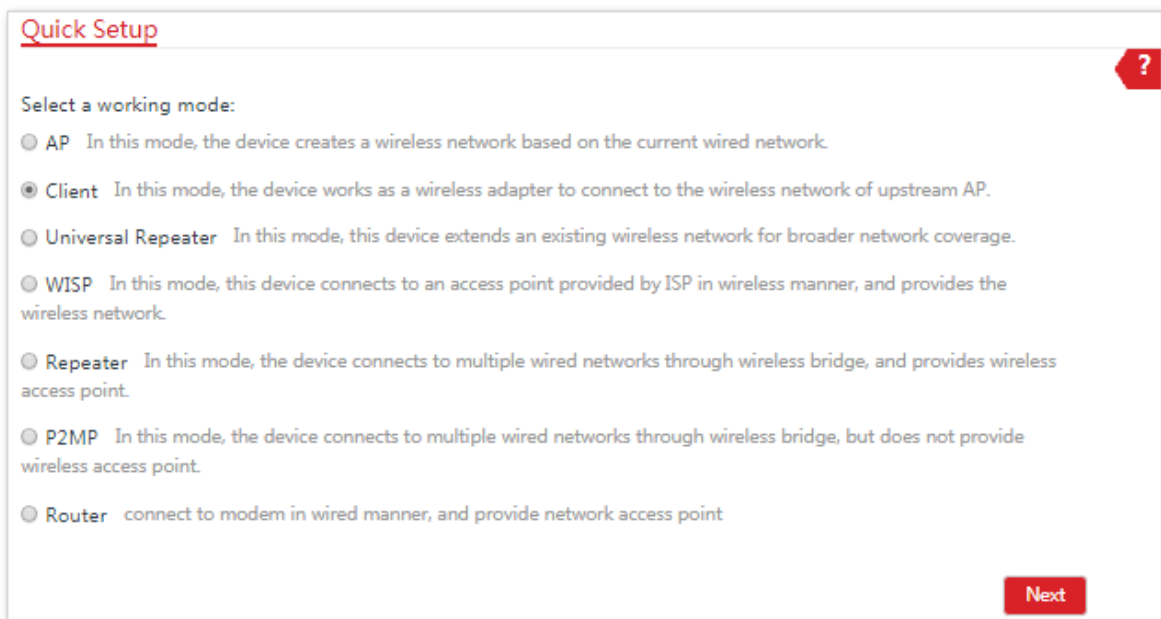 Quick Setup
?
Select a working mode:
AP In this mode, the device creates a wireless network based on the current wired network.
Client In this mode, the device works as a wireless adapter to connect to the wireless network of upstream AP.
Universal Repeater In this mode, this device extends an existing wireless network for broader network coverage.
WISP In this mode, this device connects to an access point provided by ISP in wireless manner, and provides the
wireless network.
Repeater In this mode, the device connects to multiple wired networks through wireless bridge, and provides wireless
access point.
P2MP In this mode, the device connects to multiple wired networks through wireless bridge, but does not provide
wireless access point.
Router connect to modem in wired manner, and provide network access point
Next